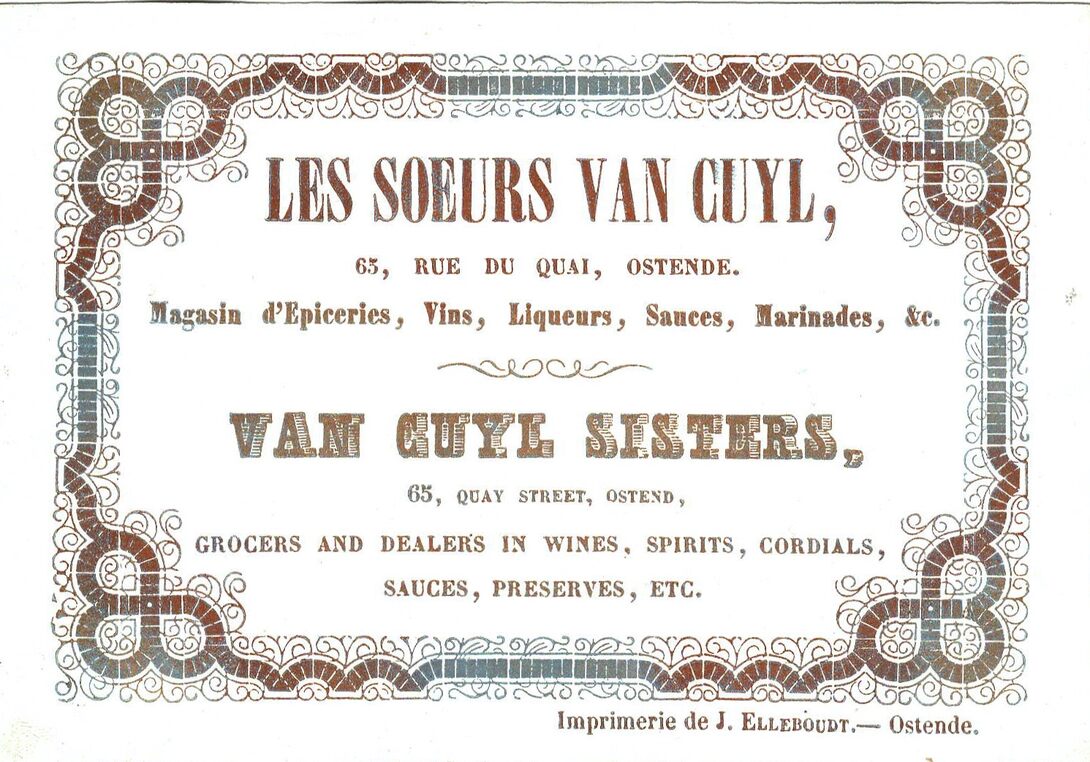 LES SOEURS VAN CUYL,
65, RUE DU QUAI, OSTENDE.
Magasin d'Epiceries, Vins, Liqueurs, Sauces, Marinades, &c.
VAN CUYL SISTERS,
65, QUAY STREET, OSTEND,
GROCERS AND DEALERS IN WINES, SPIRITS, CORDIALS,
SAUCES, PRESERVES, ETC.
Imprimerie de J. ELLEBOUDT.— Ostende.